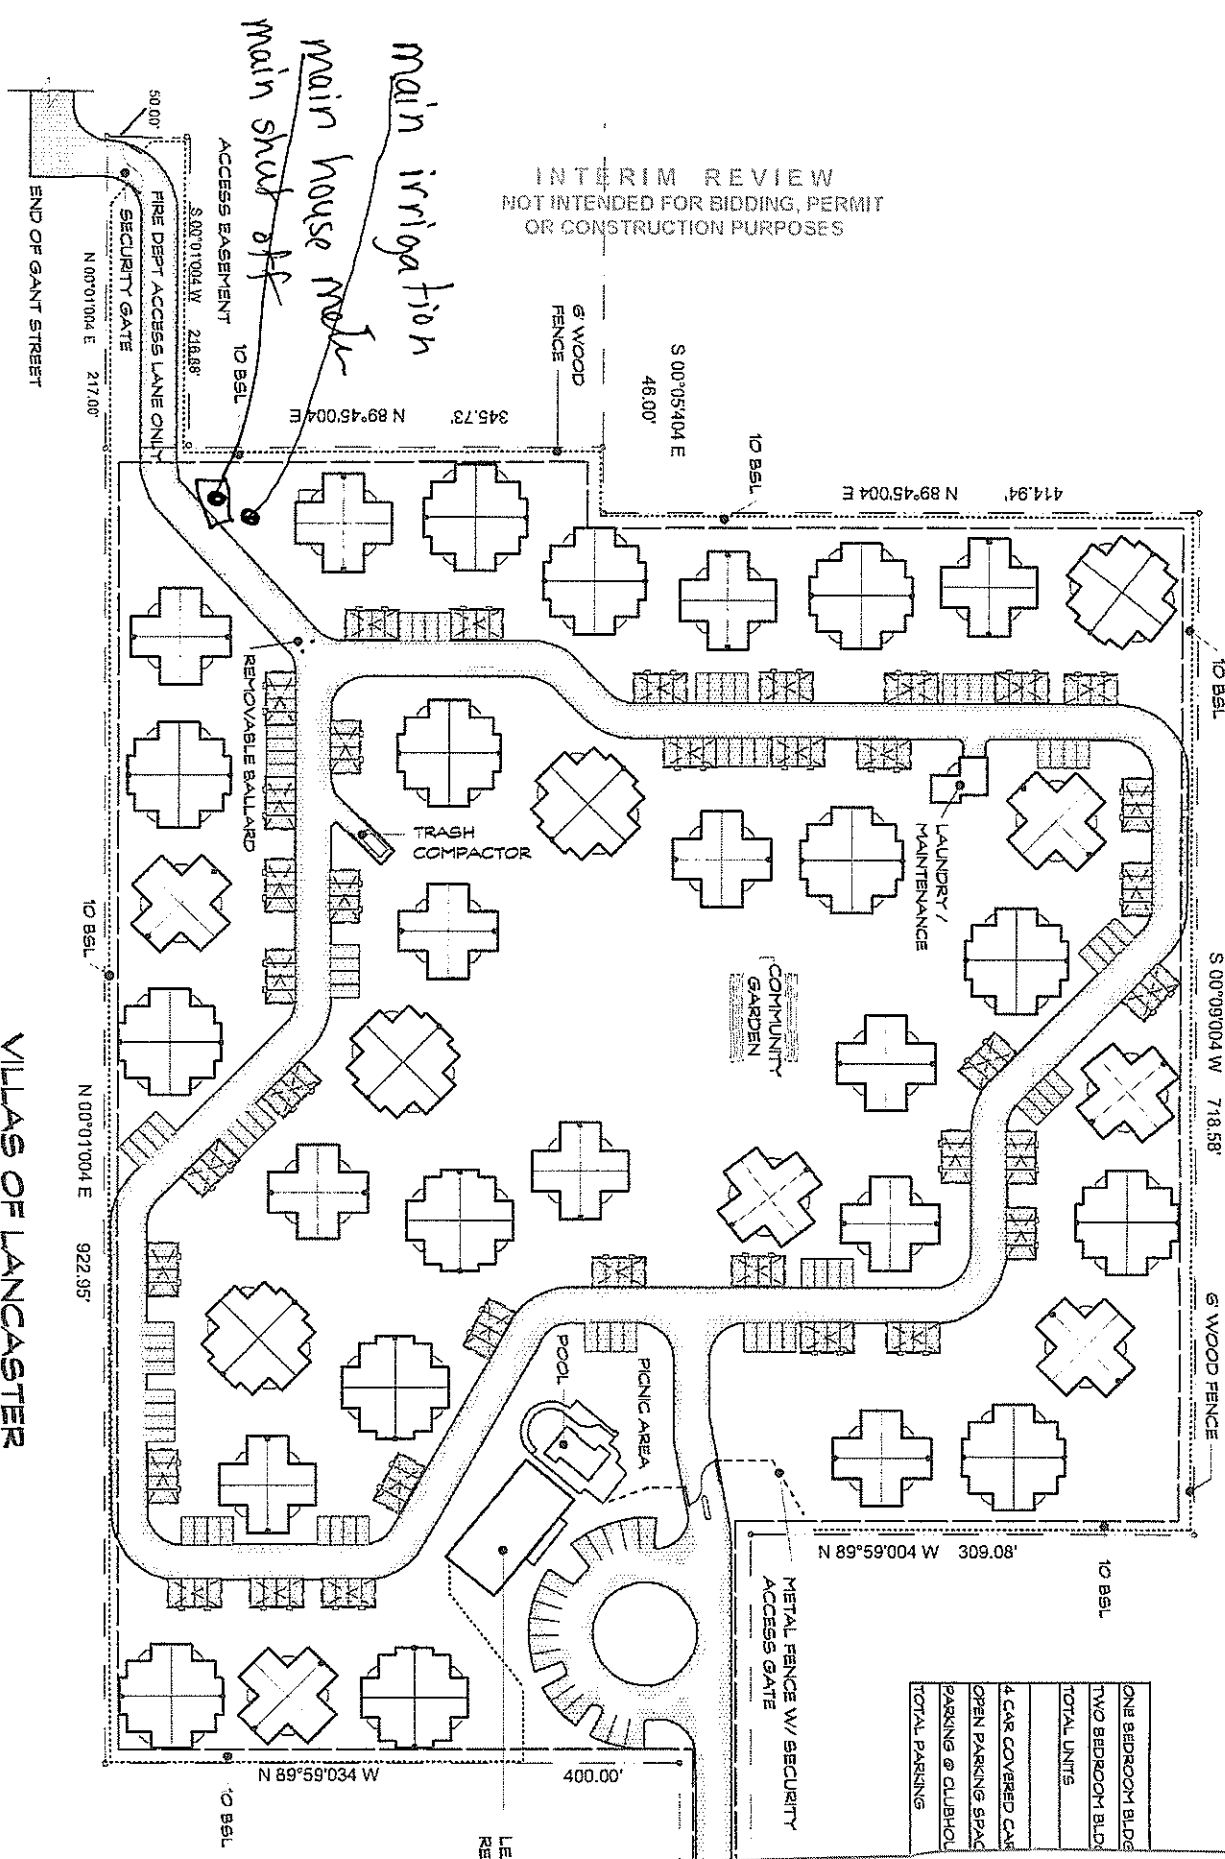 main irrigation
main house metr
main shut off
INTERIM REVIEW
NOT INTENDED FOR BIDDING, PERMIT
OR CONSTRUCTION PURPOSES
50.00'
ACCESS EASEMENT
S 00°01'004 W 216.88'
FIRE DEPT ACCESS LANE ONLY
SECURITY GATE
N 00°01'004 E 217.00'
END OF GANT STREET
10 BSL
345.73' N 89°45'004 E
6' WOOD
FENCE
S 00°05'404 E
46.00'
10 BSL
414.94' N 89°45'004 E
10 BSL
REMOVABLE BALLARD
TRASH
COMPACTOR
LAUNDRY /
MAINTENANCE
COMMUNITY
GARDEN
S 00°09'004 W 718.58'
6' WOOD FENCE
10 BSL
N 00°01'004 E 922.95'
VILLAS OF LANCASTER
POOL
PICNIC AREA
N 89°59'004 W 309.08'
10 BSL
METAL FENCE W/ SECURITY
ACCESS GATE
N 89°59'034 W 400.00'
10 BSL
LE
RE
ONE BEDROOM BLDG
TWO BEDROOM BLDG
TOTAL UNITS
4 CAR COVERED CAR
OPEN PARKING SPAC
PARKING @ CLUBHOU
TOTAL PARKING